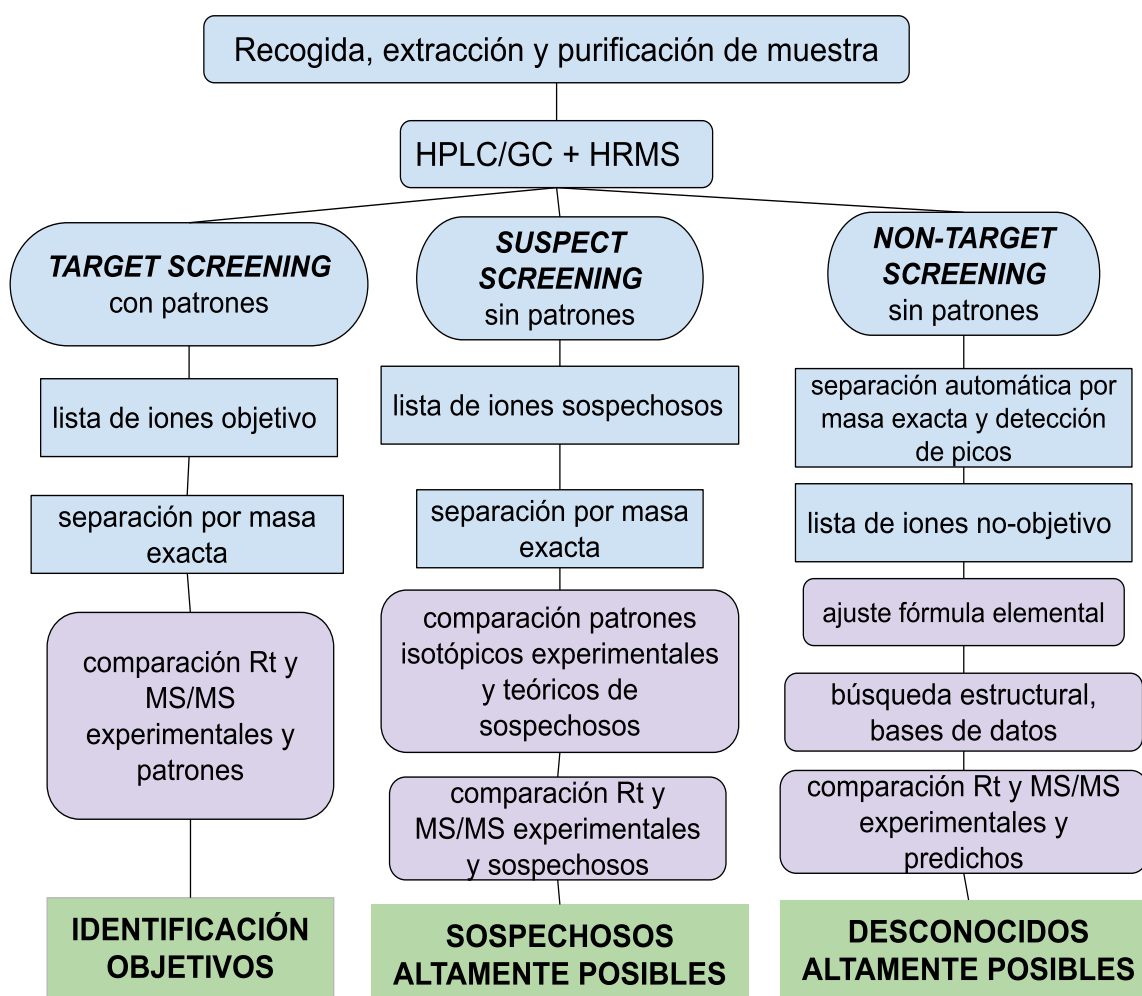 Recogida, extracción y purificación de muestra
HPLC/GC + HRMS
TARGET SCREENING
con patrones
lista de iones objetivo
separación por masa
exacta
comparación Rt y
MS/MS
experimentales y
patrones
IDENTIFICACIÓN
OBJETIVOS
SUSPECT
SCREENING
sin patrones
lista de iones sospechosos
separación por masa
exacta
comparación patrones
isotópicos experimentales
y teóricos de
sospechosos
comparación Rt y
MS/MS experimentales
y sospechosos
SOSPECHOSOS
ALTAMENTE POSIBLES
NON-TARGET
SCREENING
sin patrones
separación automática por
masa exacta y detección
de picos
lista de iones no-objetivo
ajuste fórmula elemental
búsqueda estructural,
bases de datos
comparación Rt y MS/MS
experimentales y
predichos
DESCONOCIDOS
ALTAMENTE POSIBLES